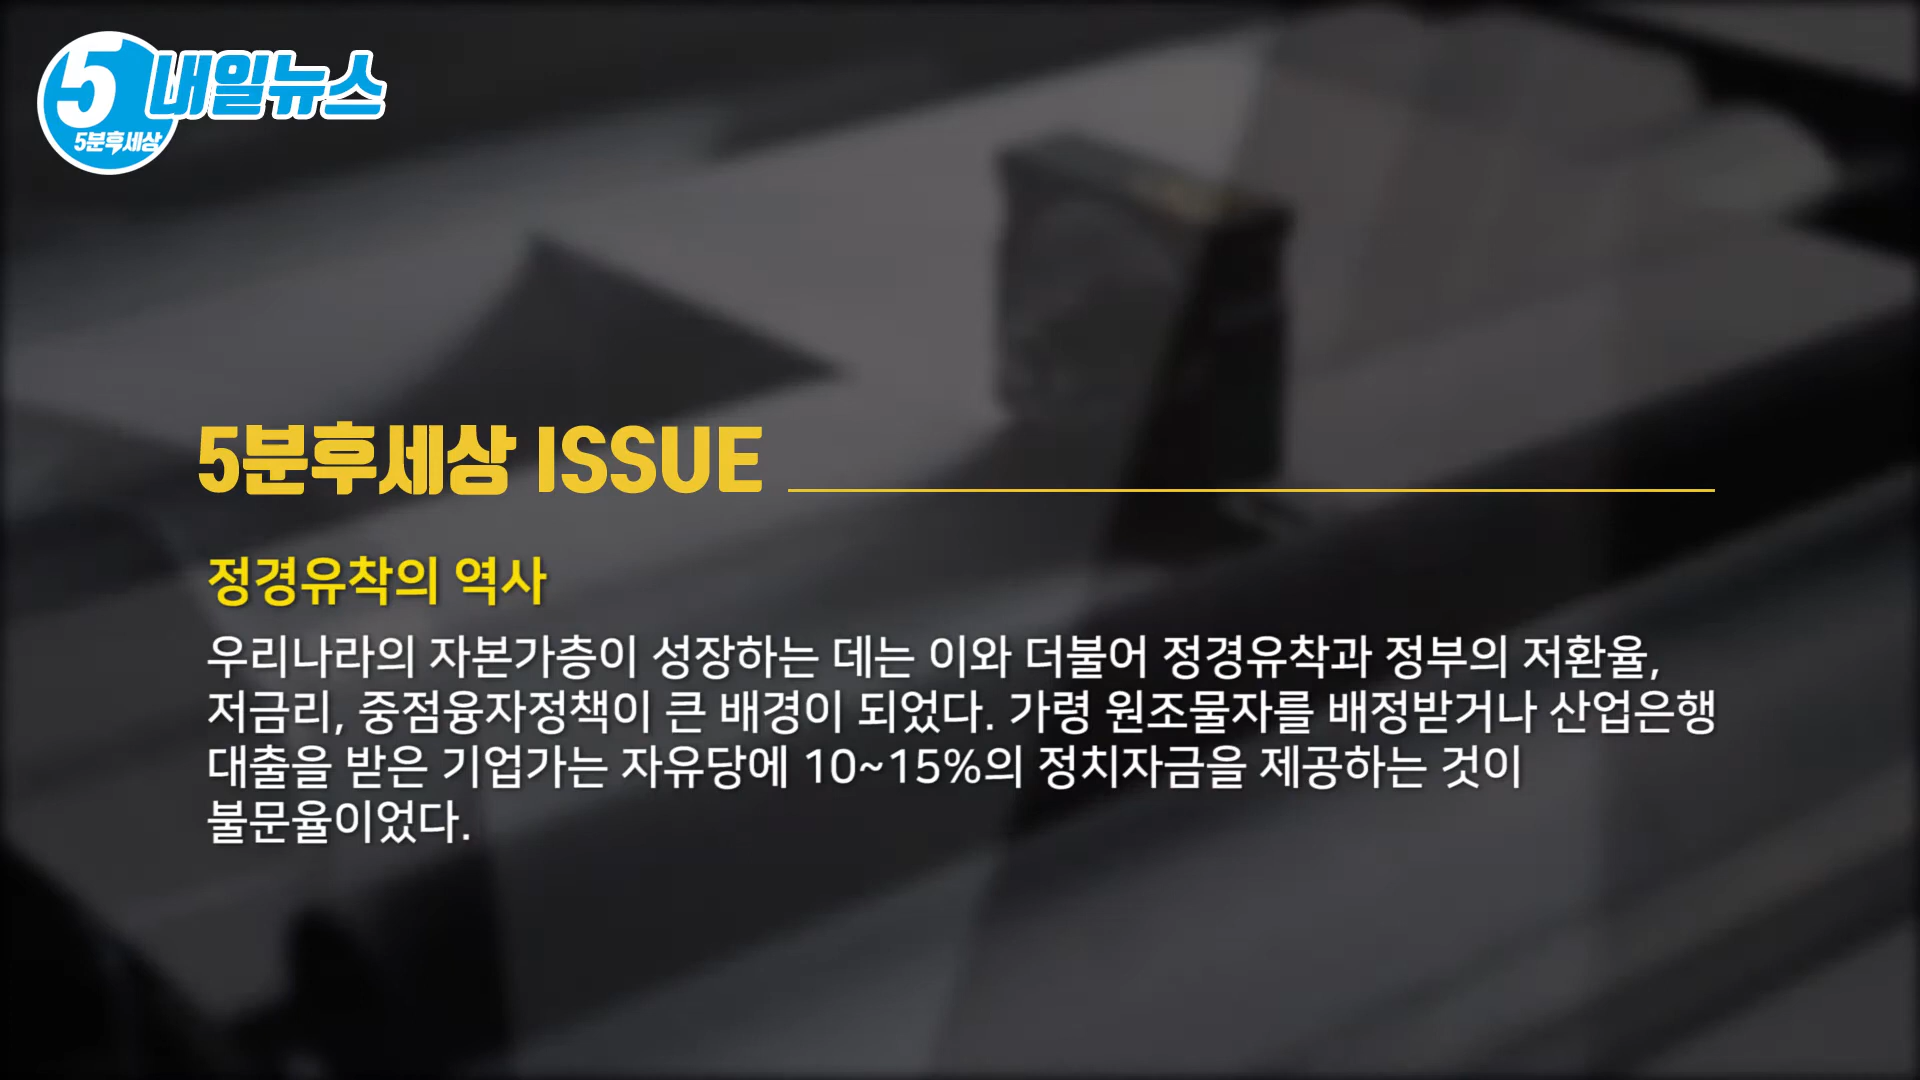 5 내일뉴스
5분후세상
5분후세상 ISSUE
정경유착의 역사
우리나라의 자본가층이 성장하는 데는 이와 더불어 정경유착과 정부의 저환율,
저금리, 중점융자정책이 큰 배경이 되었다. 가령 원조물자를 배정받거나 산업은행
대출을 받은 기업가는 자유당에 10~15%의 정치자금을 제공하는 것이
불문율이었다.